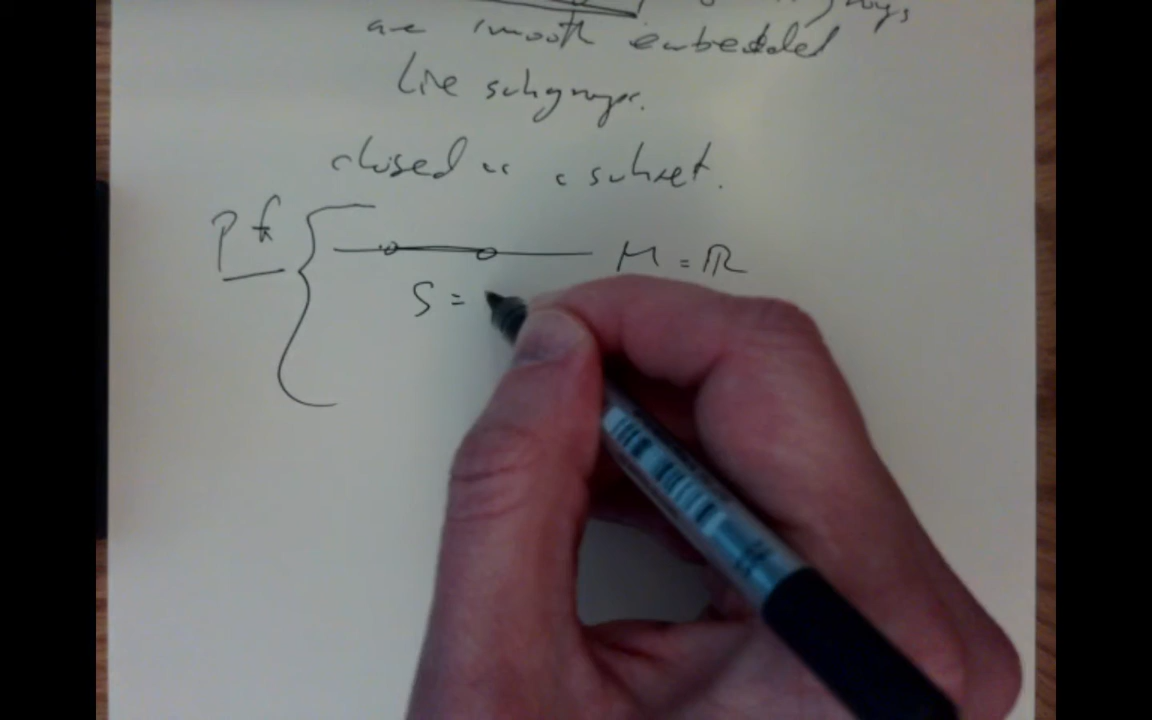 are smooth embedded
Lie subgroups.
closed as a subset.
pf
M = ℝ
S =